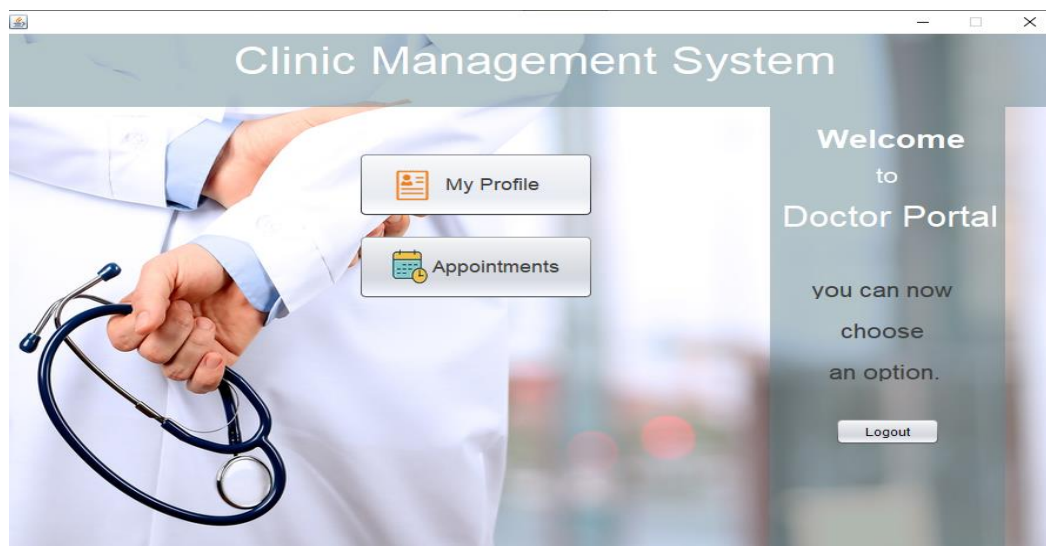 Clinic Management System
My Profile
Appointments
Welcome
to
Doctor Portal
you can now
choose
an option.
Logout